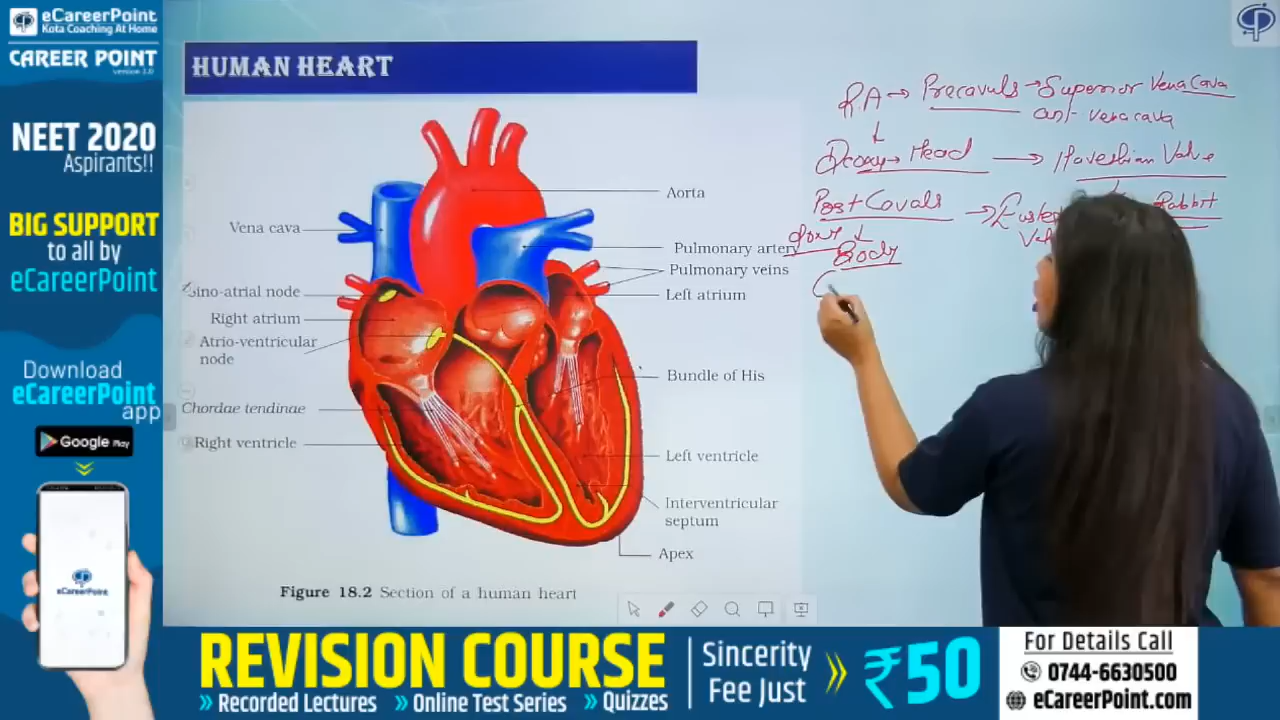 eCareerPoint
Kota Coaching At Home
CAREER POINT
version 1.0
NEET 2020
Aspirants!!
BIG SUPPORT
to all by
eCareerPoint
Download
eCareerPoint
app
Google Play
eCareerPoint
CP
HUMAN HEART
Aorta
Vena cava
Pulmonary artery
Pulmonary veins
Sino-atrial node
Left atrium
Right atrium
Atrio-ventricular
node
Bundle of His
Chordae tendinae
Right ventricle
Left ventricle
Interventricular
septum
Apex
Figure 18.2 Section of a human heart
R.A → Precavals → Superior Vena Cava
vena cava
Head → Valve
Post Cavals → Rabbit
Body
REVISION COURSE
» Recorded Lectures » Online Test Series » Quizzes
Sincerity
Fee Just » ₹50
For Details Call
0744-6630500
eCareerPoint.com